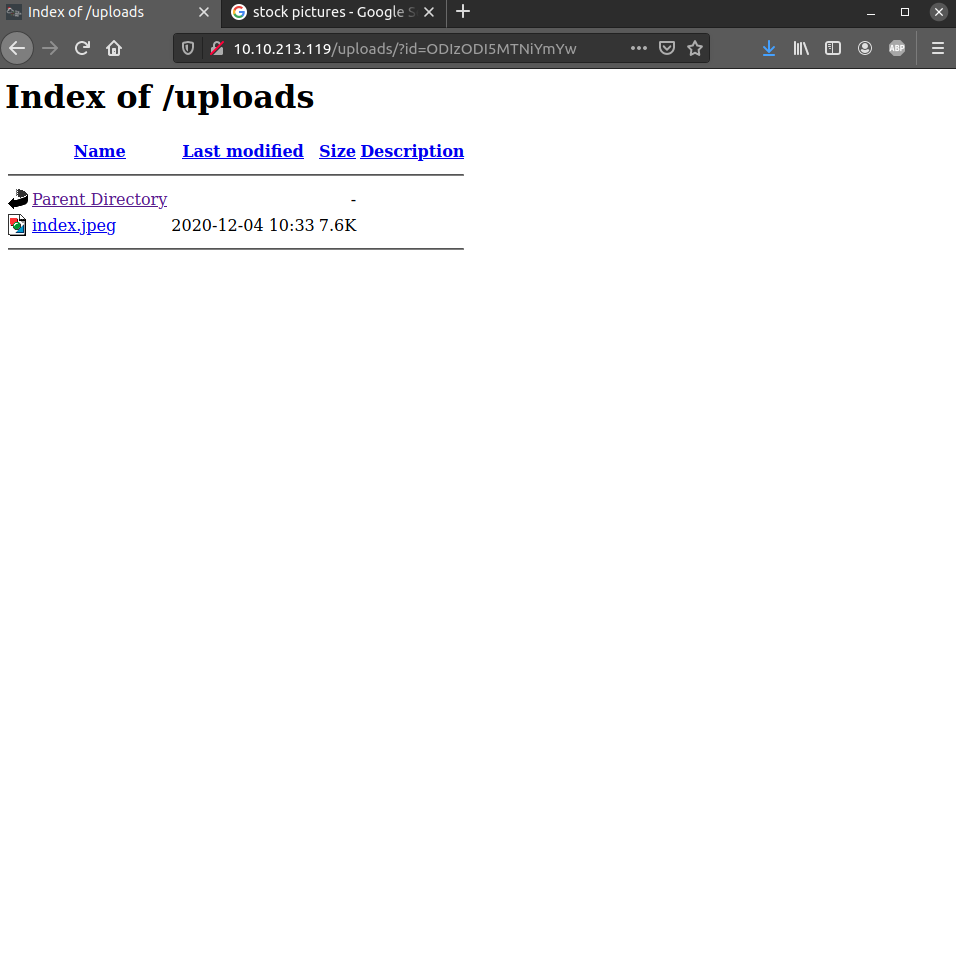 Index of /uploads
stock pictures - Google S
10.10.213.119/uploads/?id=ODIzODI5MTNiYmYw
ABP
Index of /uploads
Name Last modified Size Description
Parent Directory -
index.jpeg 2020-12-04 10:33 7.6K